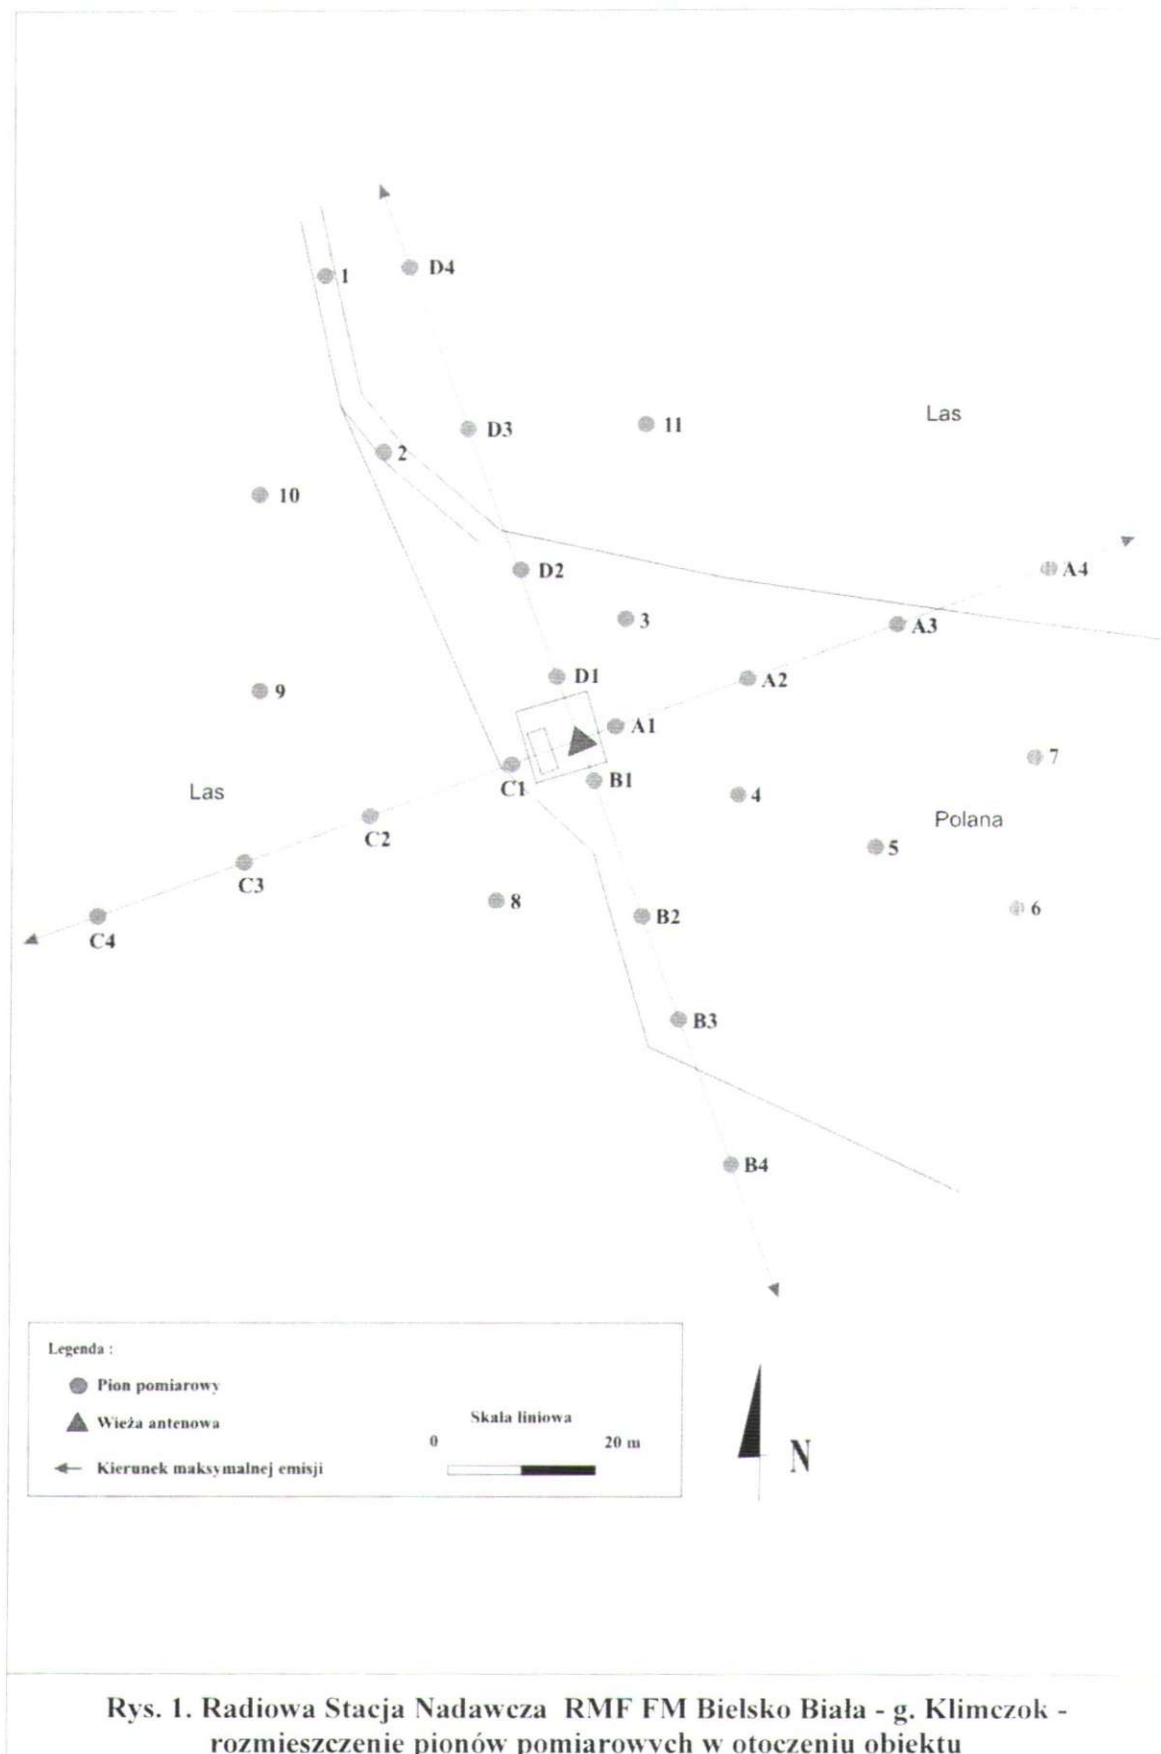 1
D4
Las
D3
11
2
10
D2
A4
3
A3
D1
A2
9
A1
7
C1
B1
4
Las
Polana
C2
5
C3
8
6
B2
C4
B3
B4
Legenda :
Pion pomiarowy
Wieża antenowa
Kierunek maksymalnej emisji
Skala liniowa
0 20 m
N
Rys. 1. Radiowa Stacja Nadawcza RMF FM Bielsko Biała - g. Klimczok -
rozmieszczenie pionów pomiarowych w otoczeniu obiektu